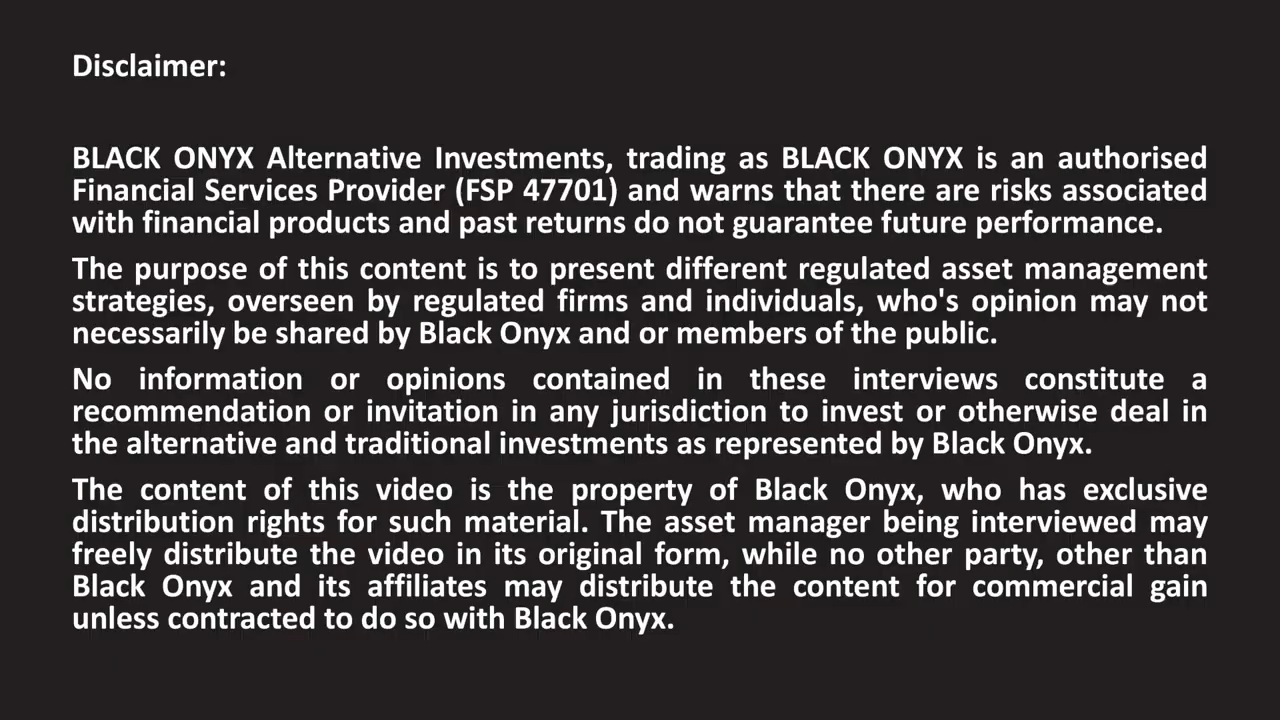 Disclaimer:
BLACK ONYX Alternative Investments, trading as BLACK ONYX is an authorised
Financial Services Provider (FSP 47701) and warns that there are risks associated
with financial products and past returns do not guarantee future performance.
The purpose of this content is to present different regulated asset management
strategies, overseen by regulated firms and individuals, who's opinion may not
necessarily be shared by Black Onyx and or members of the public.
No information or opinions contained in these interviews constitute a
recommendation or invitation in any jurisdiction to invest or otherwise deal in
the alternative and traditional investments as represented by Black Onyx.
The content of this video is the property of Black Onyx, who has exclusive
distribution rights for such material. The asset manager being interviewed may
freely distribute the video in its original form, while no other party, other than
Black Onyx and its affiliates may distribute the content for commercial gain
unless contracted to do so with Black Onyx.